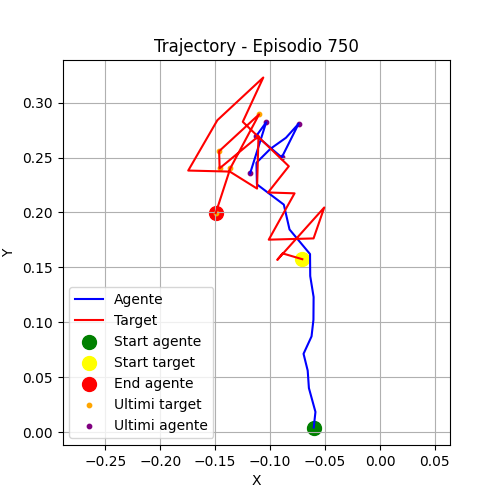 Trajectory - Episodio 750
0.30
0.25
0.20
0.15
0.10
0.05
0.00
Y
Agente
Target
Start agente
Start target
End agente
Ultimi target
Ultimi agente
−0.25 −0.20 −0.15 −0.10 −0.05 0.00 0.05
X